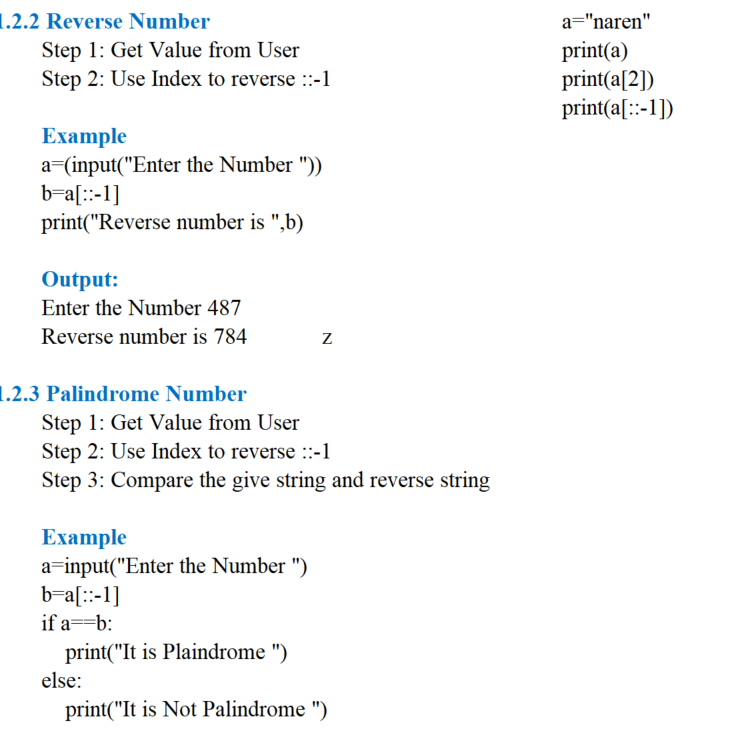 1.2.2 Reverse Number
Step 1: Get Value from User
Step 2: Use Index to reverse ::-1
Example
a=(input("Enter the Number "))
b=a[::-1]
print("Reverse number is ",b)
Output:
Enter the Number 487
Reverse number is 784 z
1.2.3 Palindrome Number
Step 1: Get Value from User
Step 2: Use Index to reverse ::-1
Step 3: Compare the give string and reverse string
Example
a=input("Enter the Number ")
b=a[::-1]
if a==b:
print("It is Plaindrome ")
else:
print("It is Not Palindrome ")
a="naren"
print(a)
print(a[2])
print(a[::-1])